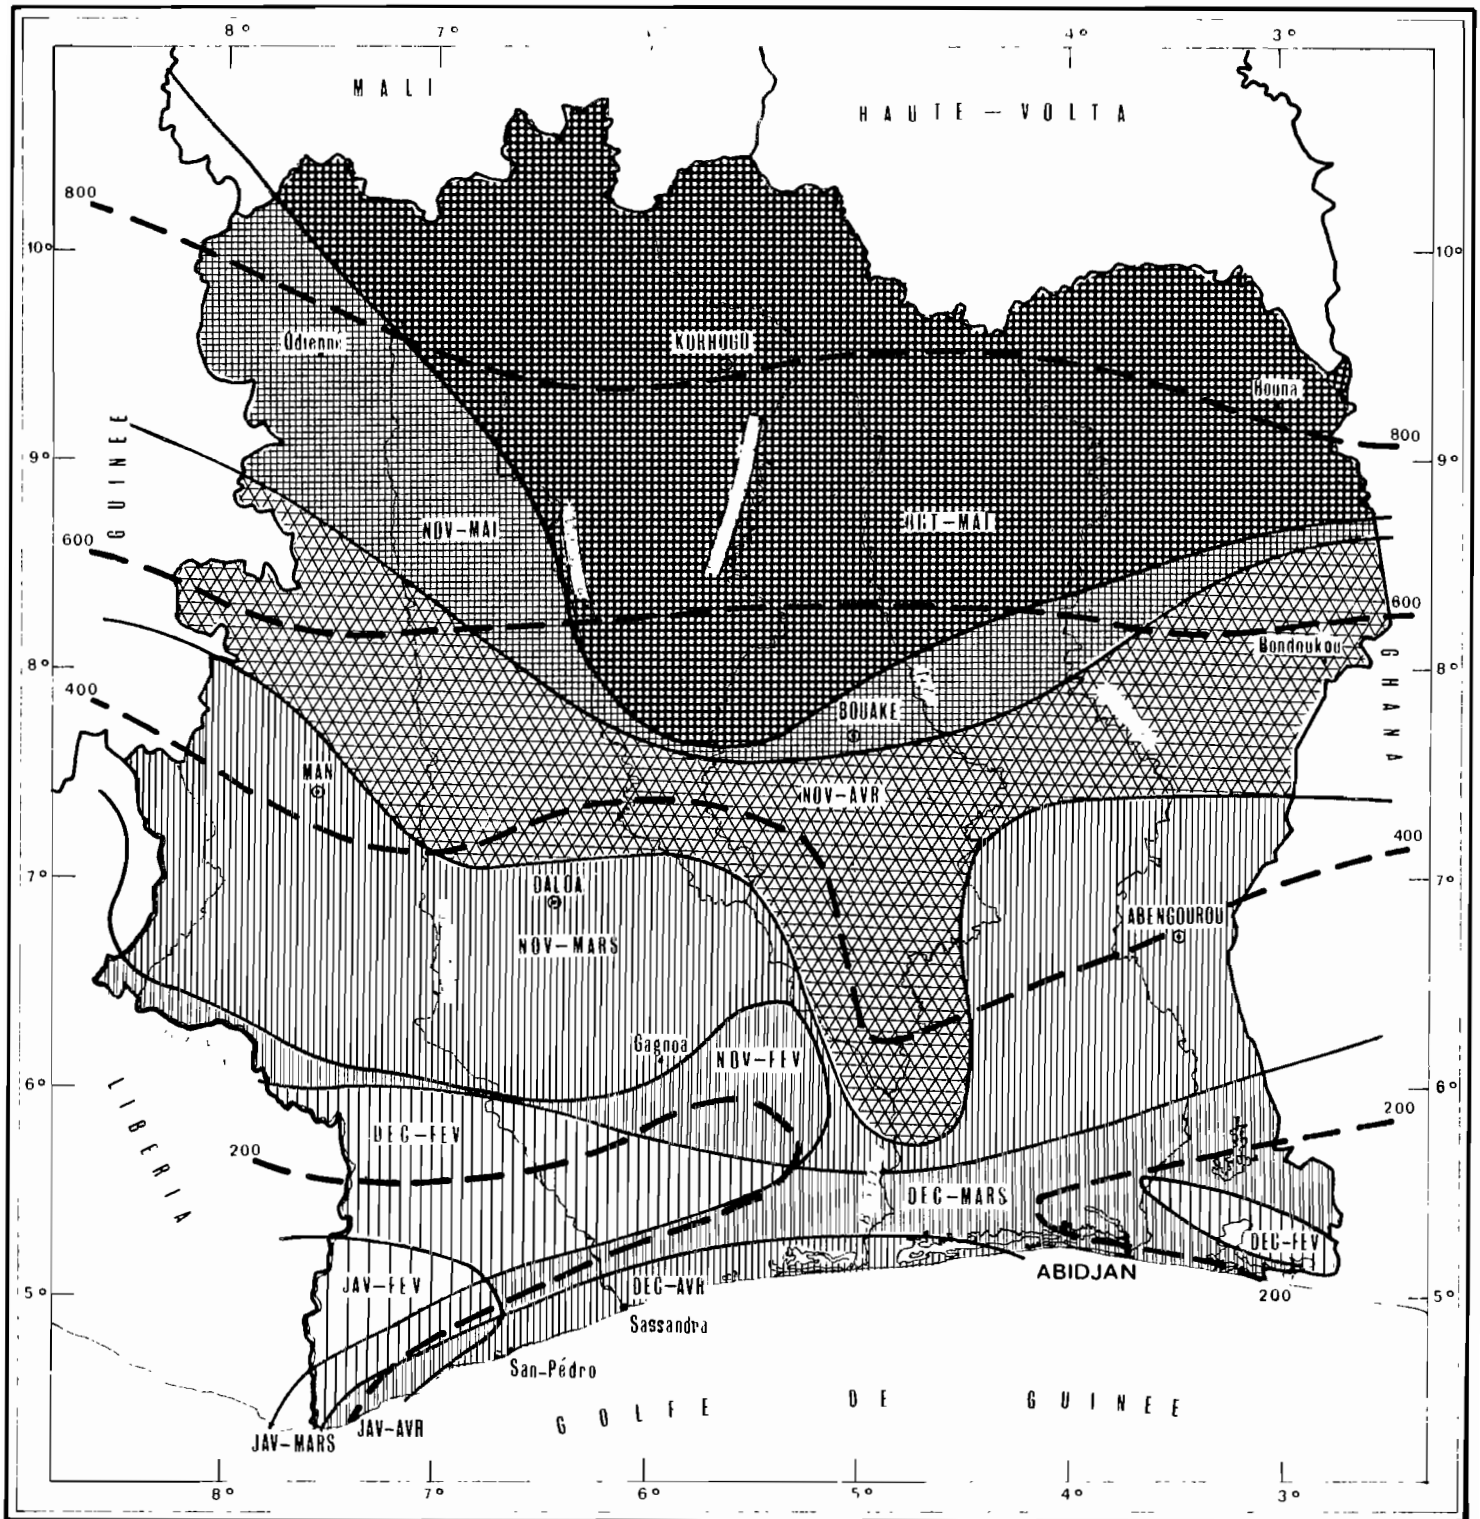 8° 7° 4° 3°
MALI
HAUTE-VOLTA
800
10° 10°
Odienné
KORHOGO
Bouna
GUINEE
800
9° 9°
NOV-MAI
OCT-MAI
600
600
Bondoukou
8° 8°
GHANA
400
BOUAKE
MAN
NOV-AVR
400
7° 7°
DALOA
ABENGOUROU
NOV-MARS
Gagnoa
NOV-FEV
6° 6°
LIBERIA
200
DEC-FEV
200
DEC-MARS
DEC-FEV
JAV-FEV
ABIDJAN
DEC-AVR
5° 5°
200
Sassandra
San-Pédro
GOLFE DE GUINEE
JAV-AVR
JAV-MARS
8° 7° 6° 5° 4° 3°